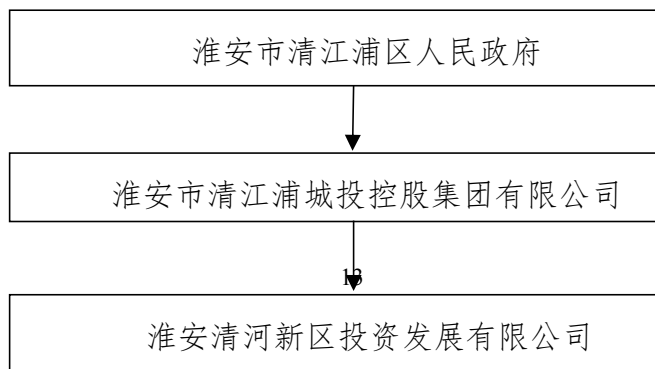 淮安市清江浦区人民政府
淮安市清江浦城投控股集团有限公司
13
淮安清河新区投资发展有限公司